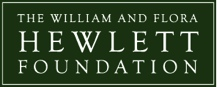 THE WILLIAM AND FLORA
HEWLETT
FOUNDATION